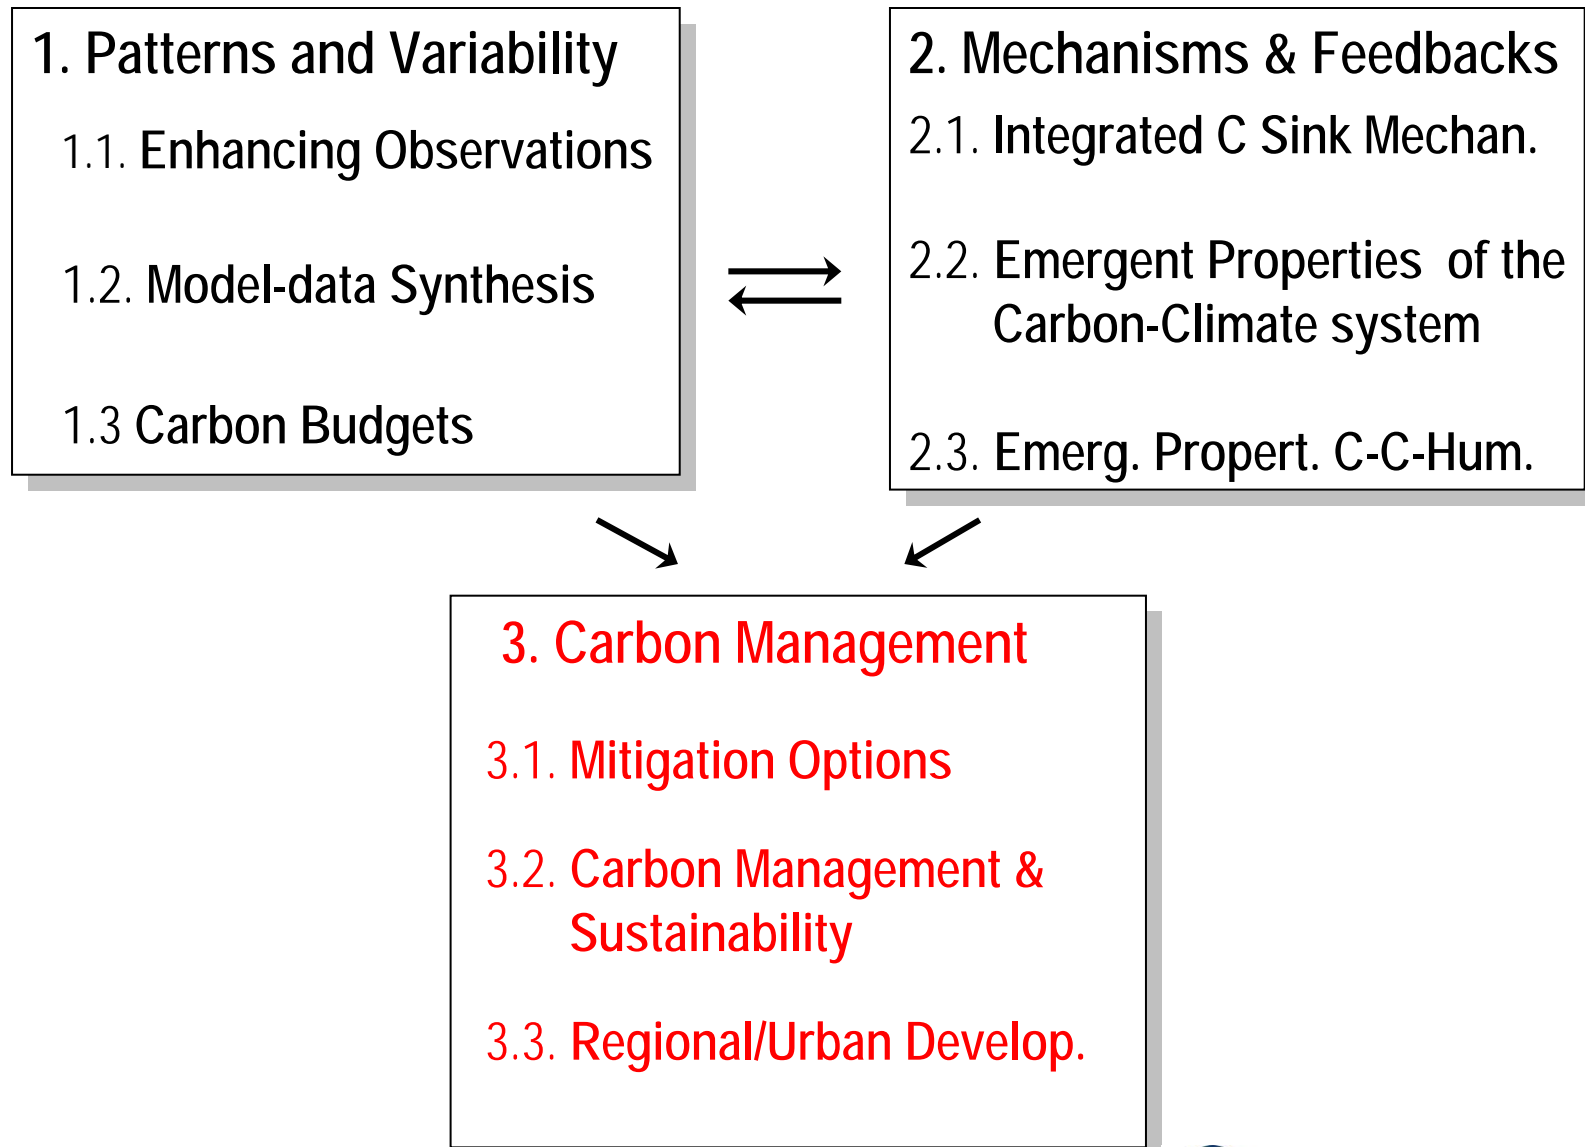 1. Patterns and Variability
1.1. Enhancing Observations
1.2. Model-data Synthesis
1.3 Carbon Budgets
2. Mechanisms & Feedbacks
2.1. Integrated C Sink Mechan.
2.2. Emergent Properties of the
Carbon-Climate system
2.3. Emerg. Propert. C-C-Hum.
3. Carbon Management
3.1. Mitigation Options
3.2. Carbon Management &
Sustainability
3.3. Regional/Urban Develop.